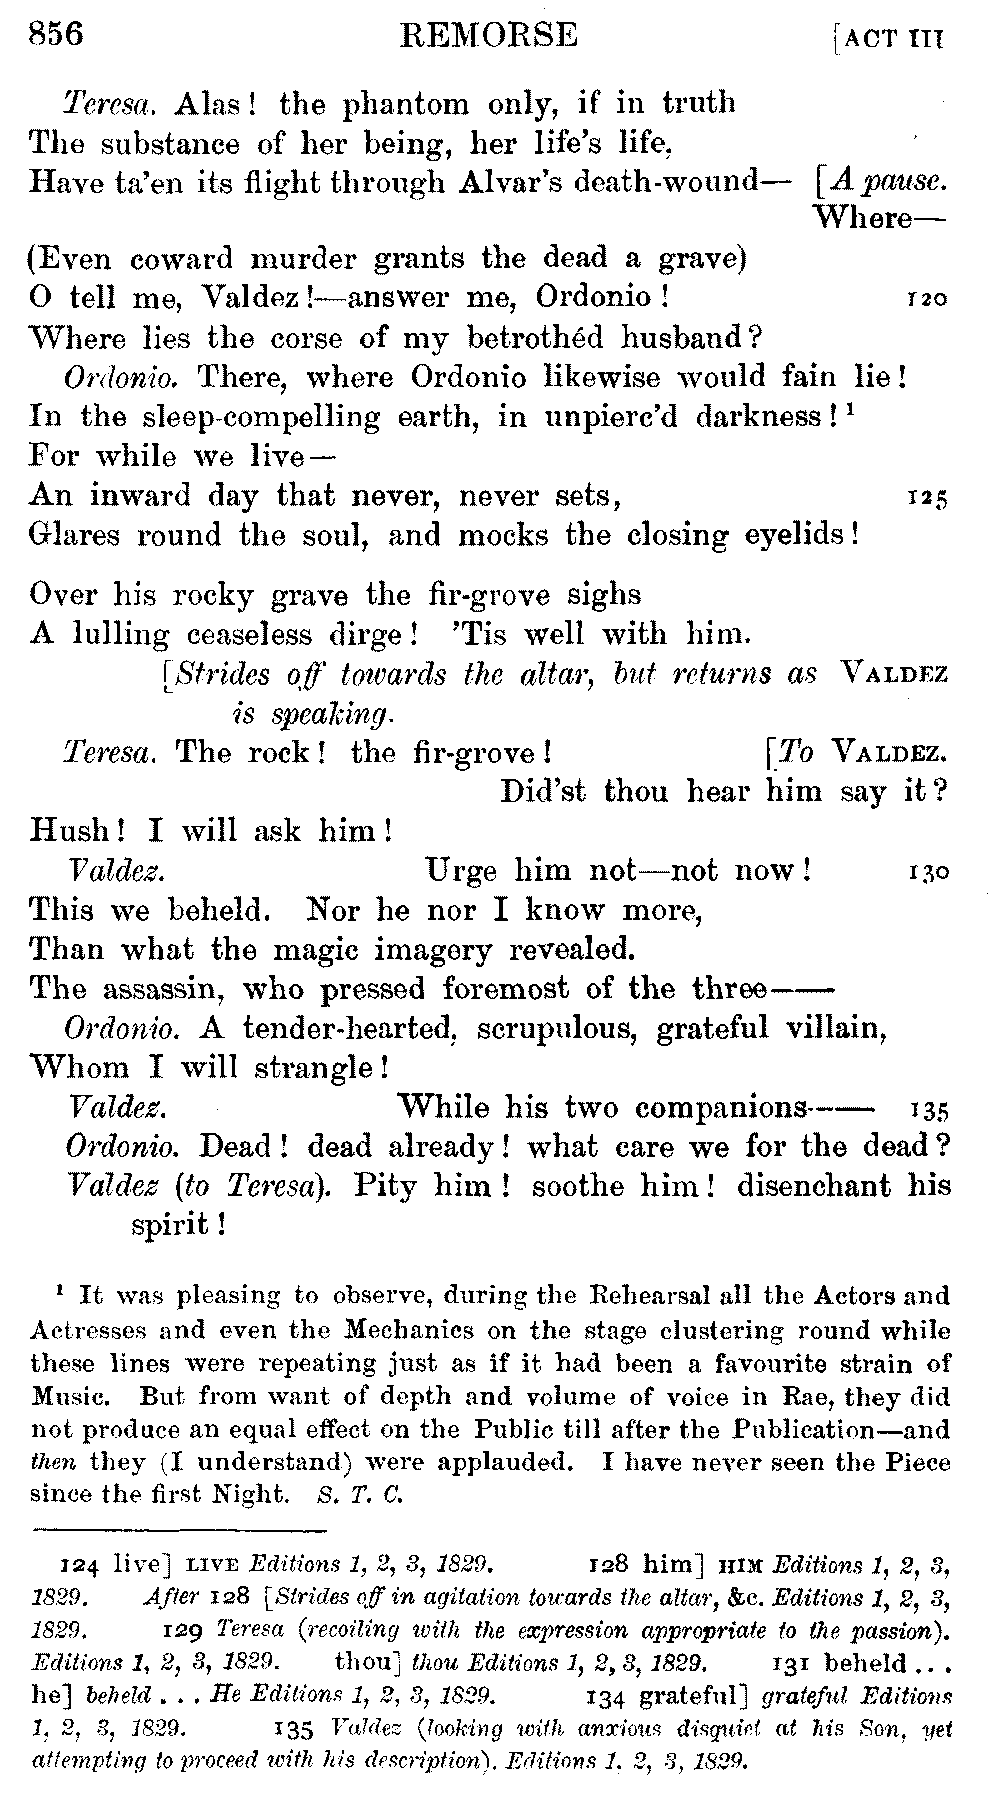 856 REMORSE [ACT III
Teresa. Alas! the phantom only, if in truth
The substance of her being, her life's life,
Have ta'en its flight through Alvar's death-wound— [A pause.
Where—
(Even coward murder grants the dead a grave)
O tell me, Valdez!—answer me, Ordonio! 120
Where lies the corse of my betrothéd husband?
Ordonio. There, where Ordonio likewise would fain lie!
In the sleep-compelling earth, in unpierc'd darkness! ¹
For while we live—
An inward day that never, never sets, 125
Glares round the soul, and mocks the closing eyelids!
Over his rocky grave the fir-grove sighs
A lulling ceaseless dirge! 'Tis well with him.
[Strides off towards the altar, but returns as VALDEZ
is speaking.
Teresa. The rock! the fir-grove! [To VALDEZ.
Did'st thou hear him say it?
Hush! I will ask him!
Valdez. Urge him not—not now! 130
This we beheld. Nor he nor I know more,
Than what the magic imagery revealed.
The assassin, who pressed foremost of the three——
Ordonio. A tender-hearted, scrupulous, grateful villain,
Whom I will strangle!
Valdez. While his two companions—— 135
Ordonio. Dead! dead already! what care we for the dead?
Valdez (to Teresa). Pity him! soothe him! disenchant his
spirit!
¹ It was pleasing to observe, during the Rehearsal all the Actors and
Actresses and even the Mechanics on the stage clustering round while
these lines were repeating just as if it had been a favourite strain of
Music. But from want of depth and volume of voice in Rae, they did
not produce an equal effect on the Public till after the Publication—and
then they (I understand) were applauded. I have never seen the Piece
since the first Night. S. T. C.
124 live] LIVE Editions 1, 2, 3, 1829. 128 him] HIM Editions 1, 2, 3,
1829. After 128 [Strides off in agitation towards the altar, &c. Editions 1, 2, 3,
1829. 129 Teresa (recoiling with the expression appropriate to the passion).
Editions 1, 2, 3, 1829. thou] thou Editions 1, 2, 3, 1829. 131 beheld . . .
he] beheld . . . He Editions 1, 2, 3, 1829. 134 grateful] grateful Editions
1, 2, 3, 1829. 135 Valdez (looking with anxious disquiet at his Son, yet
attempting to proceed with his description). Editions 1, 2, 3, 1829.